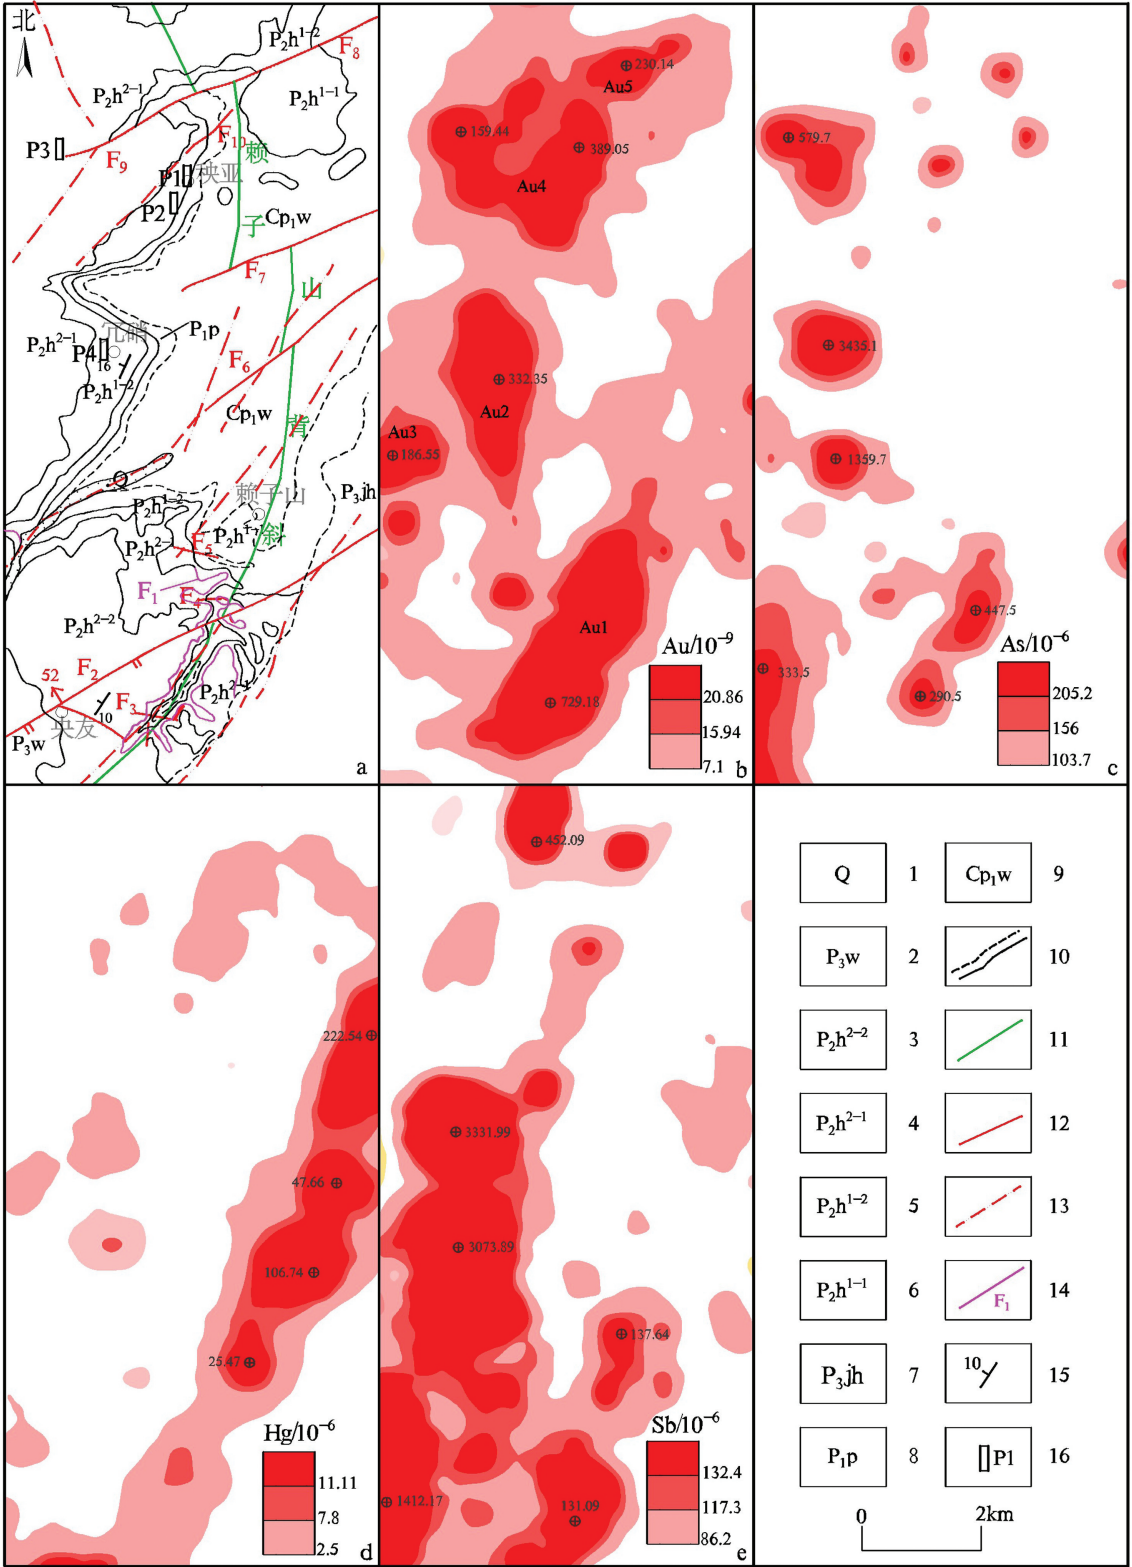 北
P₂h¹⁻²
F₈
P₂h²⁻¹
P₂h¹⁻¹
P3
F₉
F₁₀
赖
P1
秧亚
P2
子
Cp₁w
F₇
山
P₁p
冗哨
P₂h²⁻¹
P4
16
P₂h¹⁻²
F₆
Cp₁w
背
Q
赖子山
P₃jh
P₂h¹⁻²
P₂h¹⁻
斜
P₂h²⁻
F₅
F₁
F₄
P₂h²⁻²
F₂
52
P₂h²⁻¹
F₃
10
央友
P₃w
a
230.14
Au5
159.44
389.05
Au4
332.35
Au2
Au3
186.55
Au1
729.18
Au/10⁻⁹
20.86
15.94
7.1
b
579.7
3435.1
1359.7
447.5
333.5
290.5
As/10⁻⁶
205.2
156
103.7
c
222.54
47.66
106.74
25.47
Hg/10⁻⁶
11.11
7.8
2.5
d
452.09
3331.99
3073.89
137.64
1412.17
131.09
Sb/10⁻⁶
132.4
117.3
86.2
e
Q 1
Cp₁w 9
P₃w 2
10
P₂h²⁻² 3
11
P₂h²⁻¹ 4
12
P₂h¹⁻² 5
13
P₂h¹⁻¹ 6
F₁ 14
P₃jh 7
10 15
P₁p 8
P1 16
0 2km